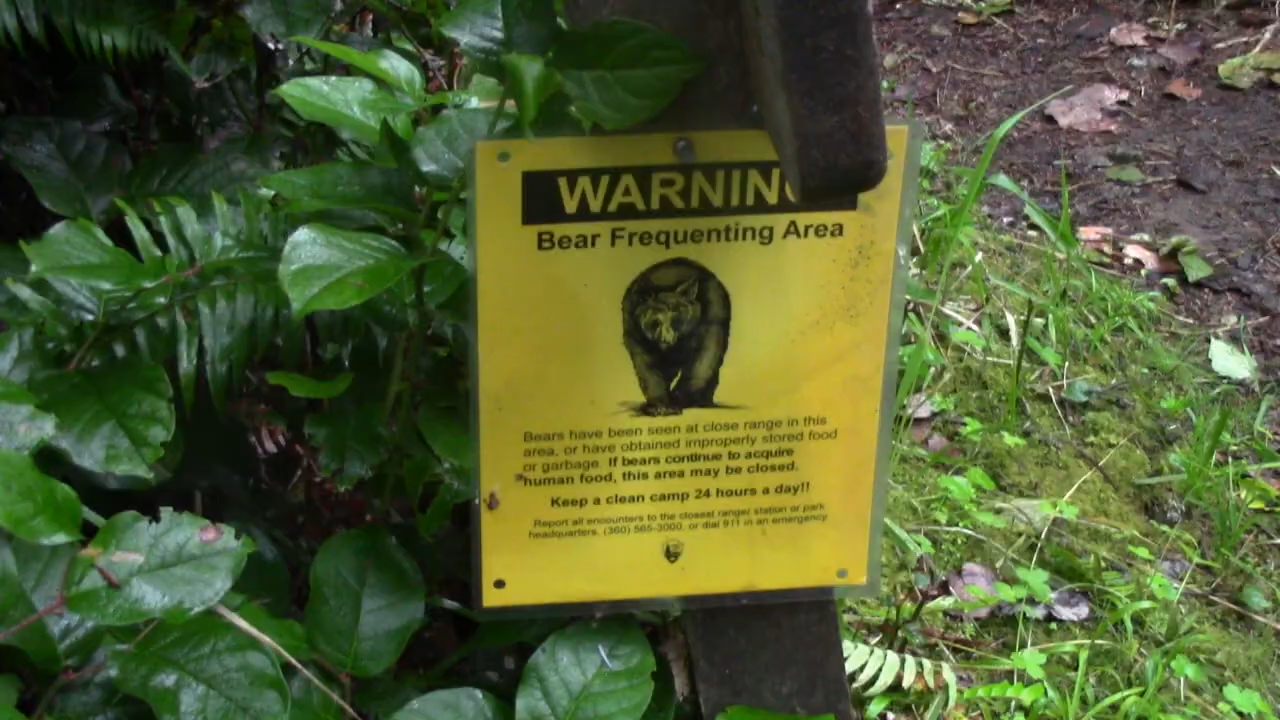 WARNING
Bear Frequenting Area
Bears have been seen at close range in this
area, or have obtained improperly stored food
or garbage. If bears continue to acquire
human food, this area may be closed.
Keep a clean camp 24 hours a day!!
Report all encounters to the closest ranger station or park
headquarters, (360) 565-3000, or dial 911 in an emergency